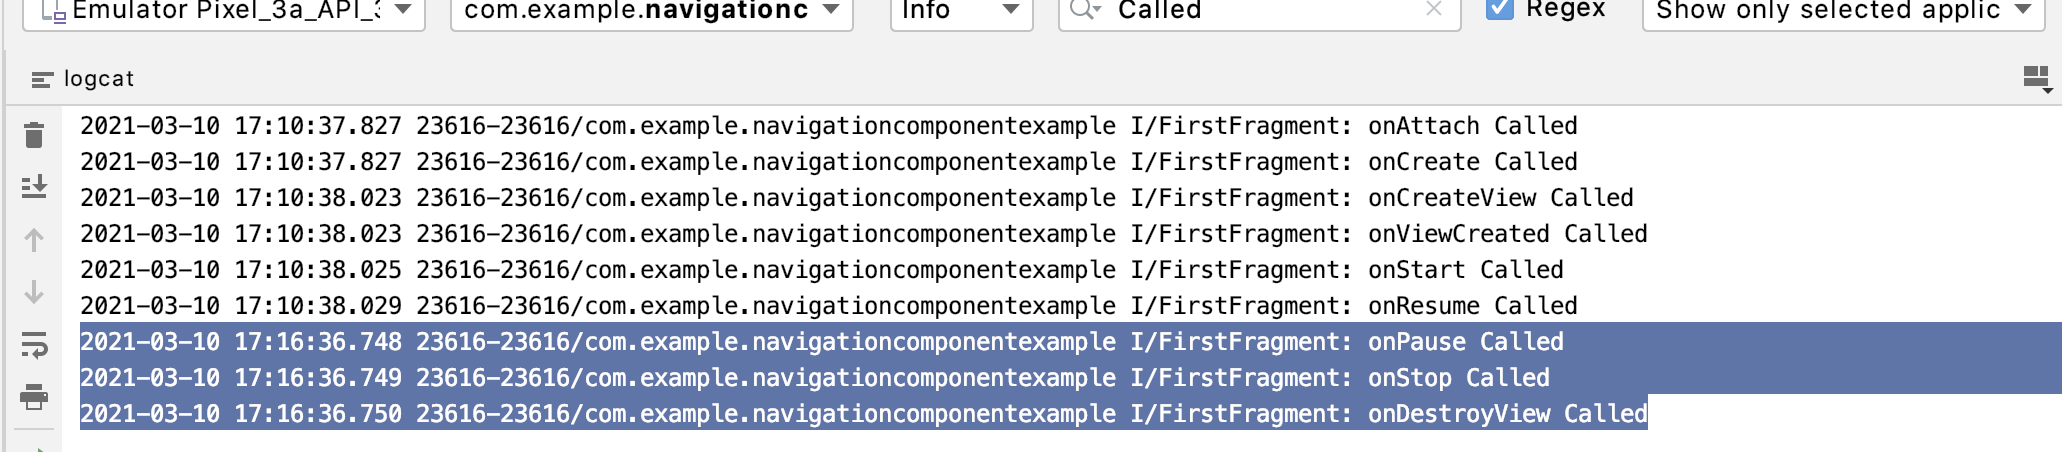 Emulator Pixel_3a_API_3 com.example.navigationc Info Called Regex Show only selected applic
logcat
2021-03-10 17:10:37.827 23616-23616/com.example.navigationcomponentexample I/FirstFragment: onAttach Called
2021-03-10 17:10:37.827 23616-23616/com.example.navigationcomponentexample I/FirstFragment: onCreate Called
2021-03-10 17:10:38.023 23616-23616/com.example.navigationcomponentexample I/FirstFragment: onCreateView Called
2021-03-10 17:10:38.023 23616-23616/com.example.navigationcomponentexample I/FirstFragment: onViewCreated Called
2021-03-10 17:10:38.025 23616-23616/com.example.navigationcomponentexample I/FirstFragment: onStart Called
2021-03-10 17:10:38.029 23616-23616/com.example.navigationcomponentexample I/FirstFragment: onResume Called
2021-03-10 17:16:36.748 23616-23616/com.example.navigationcomponentexample I/FirstFragment: onPause Called
2021-03-10 17:16:36.749 23616-23616/com.example.navigationcomponentexample I/FirstFragment: onStop Called
2021-03-10 17:16:36.750 23616-23616/com.example.navigationcomponentexample I/FirstFragment: onDestroyView Called